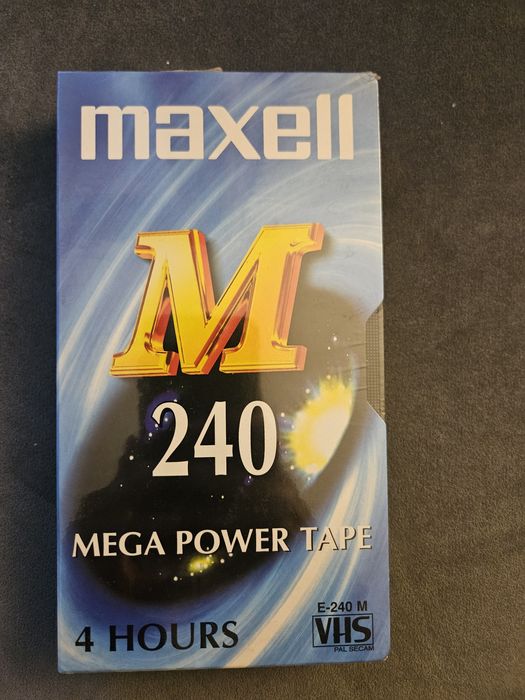 maxell
M
240
MEGA POWER TAPE
E-240 M
4 HOURS
VHS
PAL SECAM